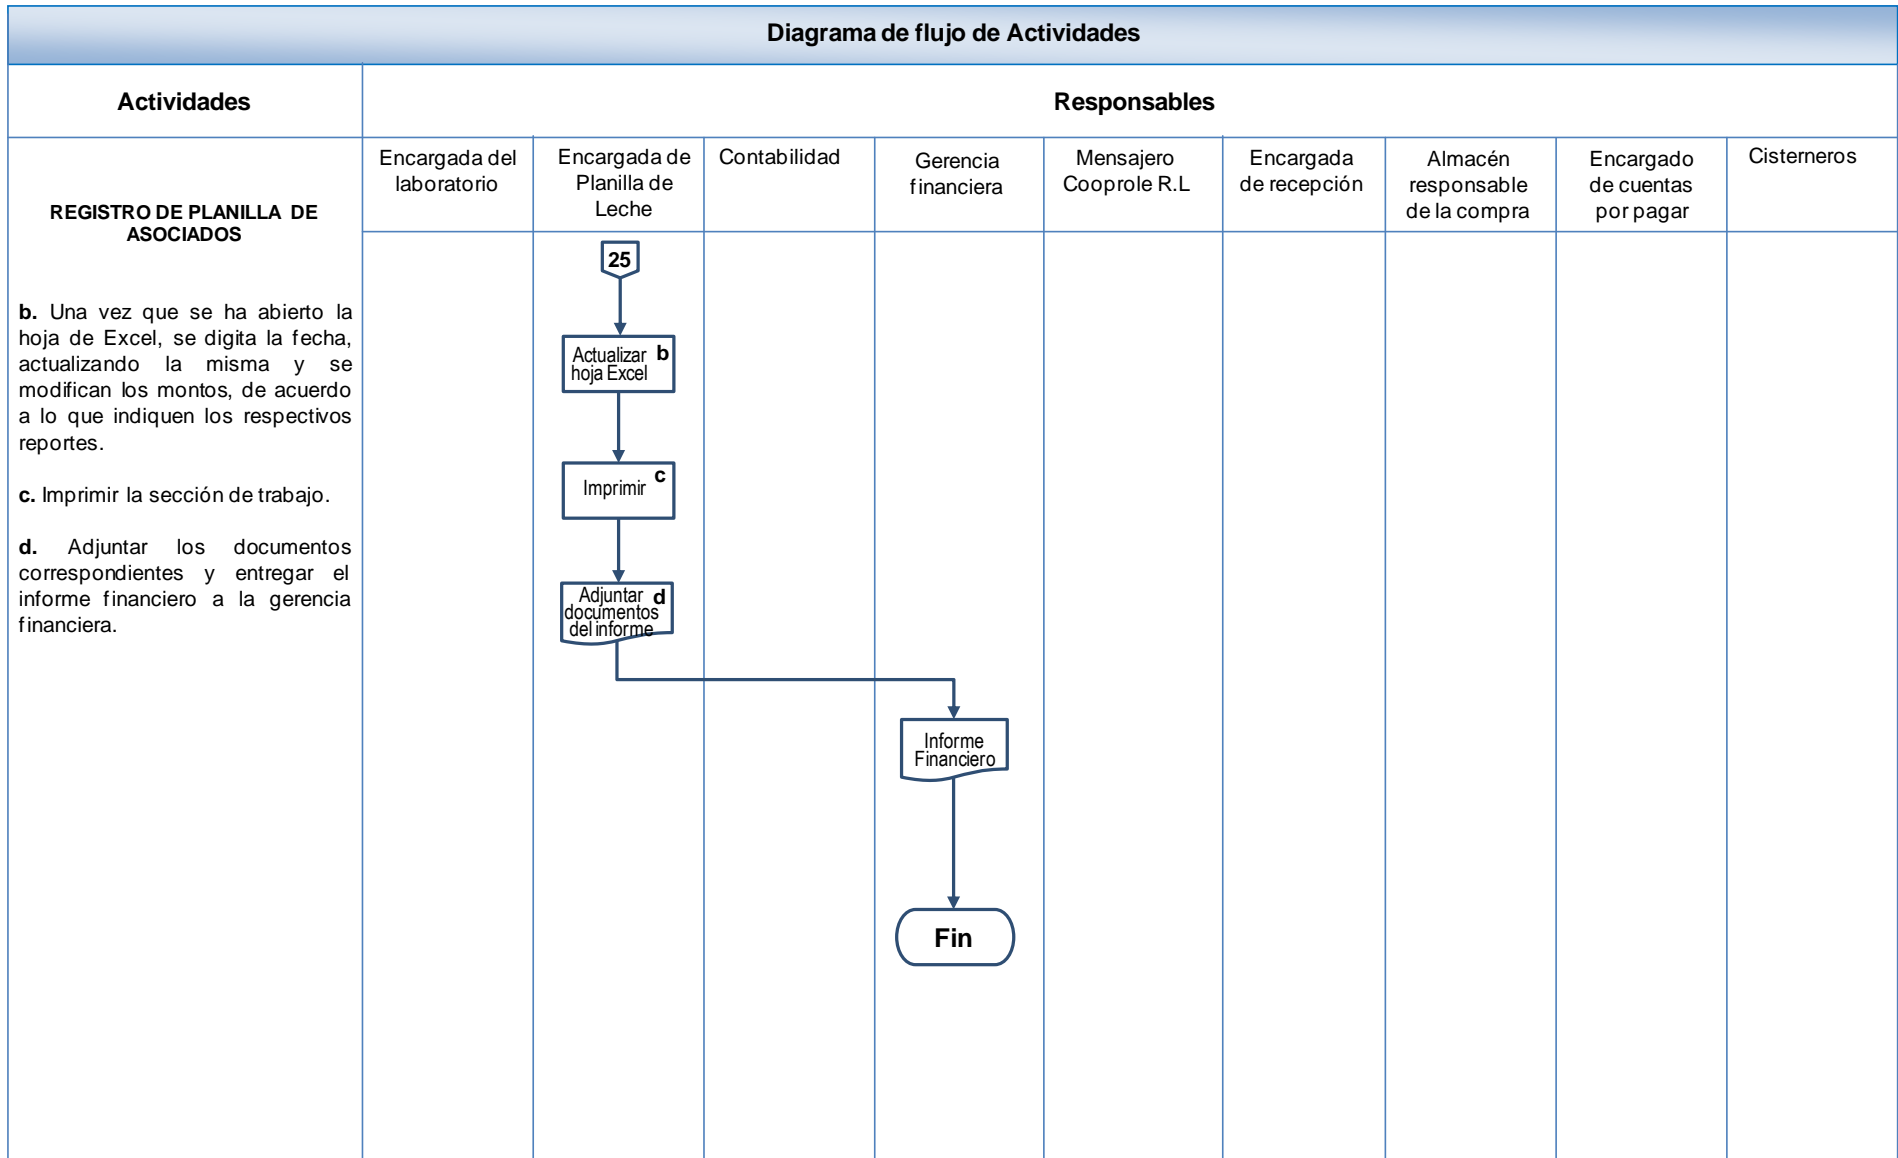 Diagrama de flujo de Actividades
Actividades
Responsables
Encargada del
laboratorio
Encargada de
Planilla de
Leche
Contabilidad
Gerencia
financiera
Mensajero
Cooprole R.L
Encargada
de recepción
Almacén
responsable
de la compra
Encargado
de cuentas
por pagar
Cisterneros
REGISTRO DE PLANILLA DE
ASOCIADOS
b. Una vez que se ha abierto la
hoja de Excel, se digita la fecha,
actualizando la misma y se
modifican los montos, de acuerdo
a lo que indiquen los respectivos
reportes.
c. Imprimir la sección de trabajo.
d. Adjuntar los documentos
correspondientes y entregar el
informe financiero a la gerencia
financiera.
25
Actualizar b
hoja Excel
Imprimir c
Adjuntar d
documentos
del informe
Informe
Financiero
Fin